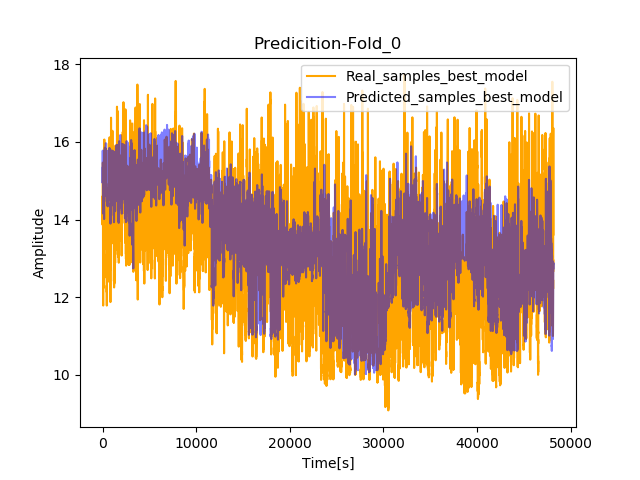 Predicition-Fold_0
Real_samples_best_model
Predicted_samples_best_model
18
16
14
12
10
Amplitude
0
10000
20000
30000
40000
50000
Time[s]